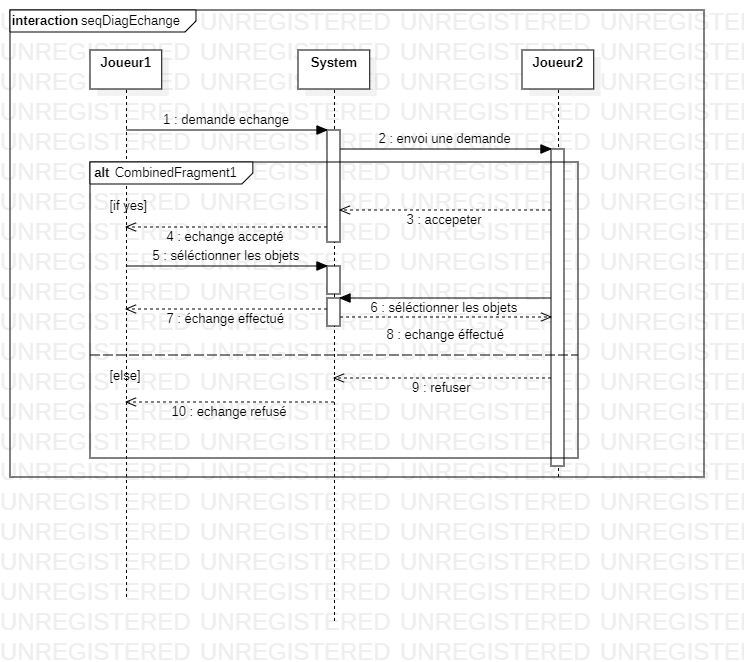 interaction seqDiagEchange
Joueur1
System
Joueur2
1 : demande echange
2 : envoi une demande
alt CombinedFragment1
[if yes]
3 : accepeter
4 : echange accepté
5 : séléctionner les objets
6 : séléctionner les objets
7 : échange effectué
8 : echange éffectué
[else]
9 : refuser
10 : echange refusé
UNREGISTERED